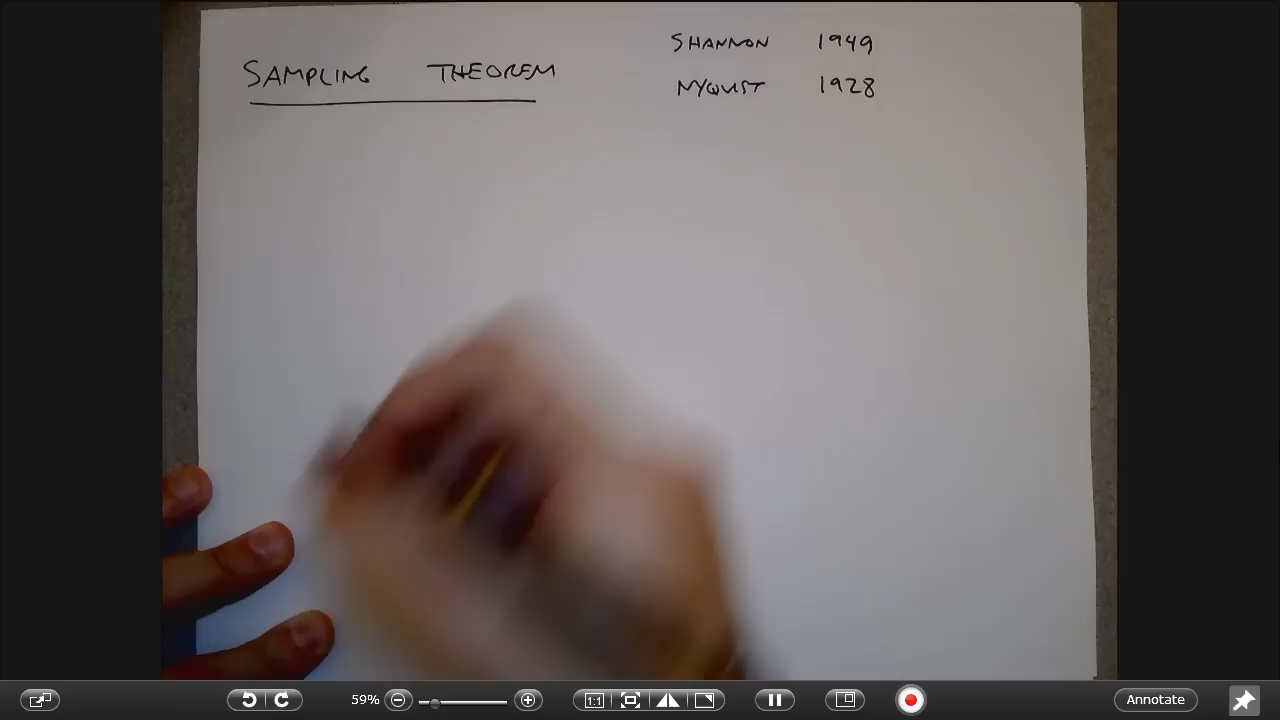 SHANNON 1949
SAMPLING THEOREM
NYQUIST 1928
59%
1:1
Annotate